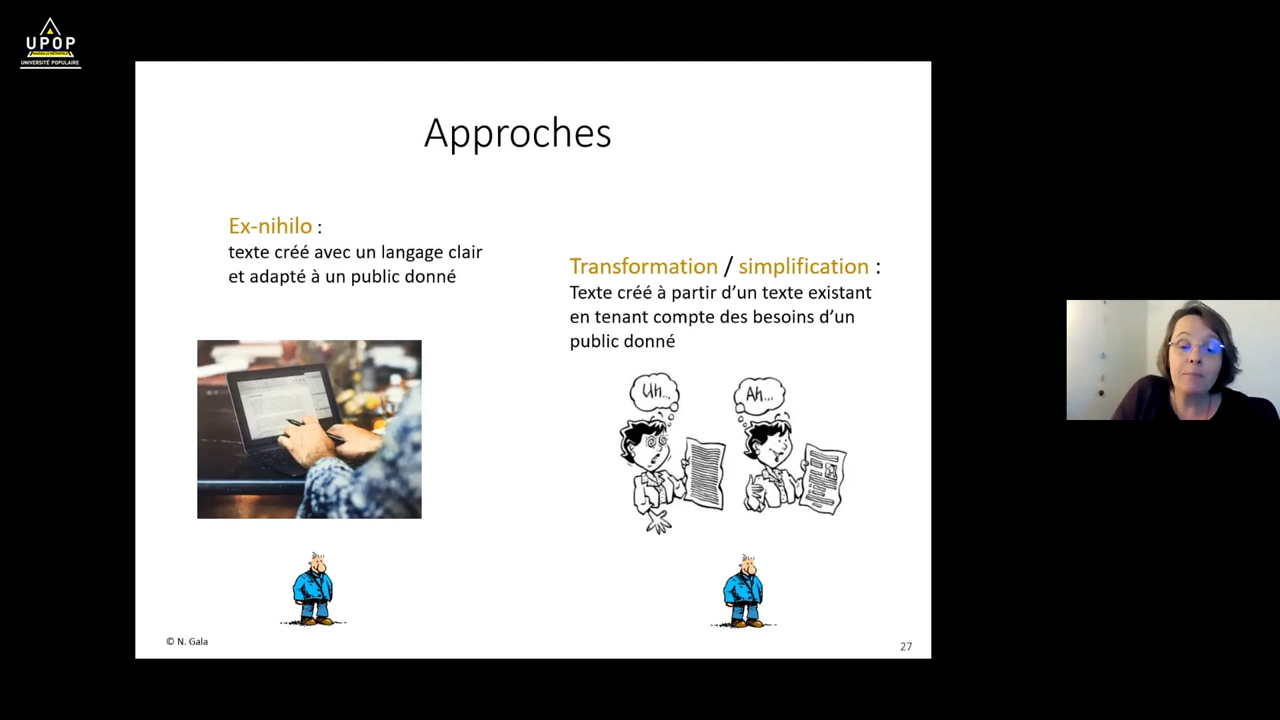 UPOP
UNIVERSITÉ POPULAIRE
Approches
Ex-nihilo :
texte créé avec un langage clair
et adapté à un public donné
Transformation / simplification :
Texte créé à partir d’un texte existant
en tenant compte des besoins d’un
public donné
Uh...
Ah...
© N. Gala
27